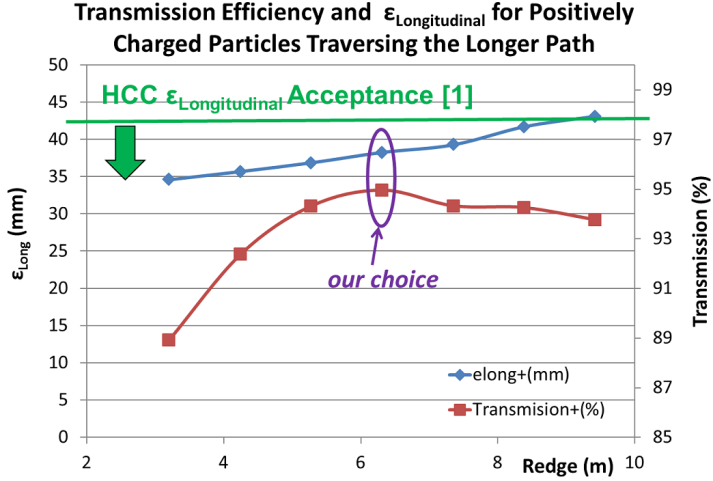 Transmission Efficiency and εLongitudinal for Positively
Charged Particles Traversing the Longer Path
HCC εLongitudinal Acceptance [1]
50
45
40
35
30
25
20
15
10
5
0
εLong (mm)
99
97
95
93
91
89
87
85
Transmission (%)
our choice
elong+(mm)
Transmision+(%)
2
4
6
8
10
Redge (m)